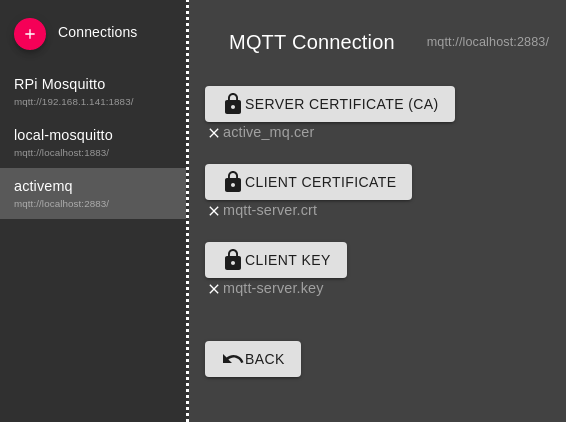 Connections
RPi Mosquitto
mqtt://192.168.1.141:1883/
local-mosquitto
mqtt://localhost:1883/
activemq
mqtt://localhost:2883/
MQTT Connection
mqtt://localhost:2883/
SERVER CERTIFICATE (CA)
active_mq.cer
CLIENT CERTIFICATE
mqtt-server.crt
CLIENT KEY
mqtt-server.key
BACK